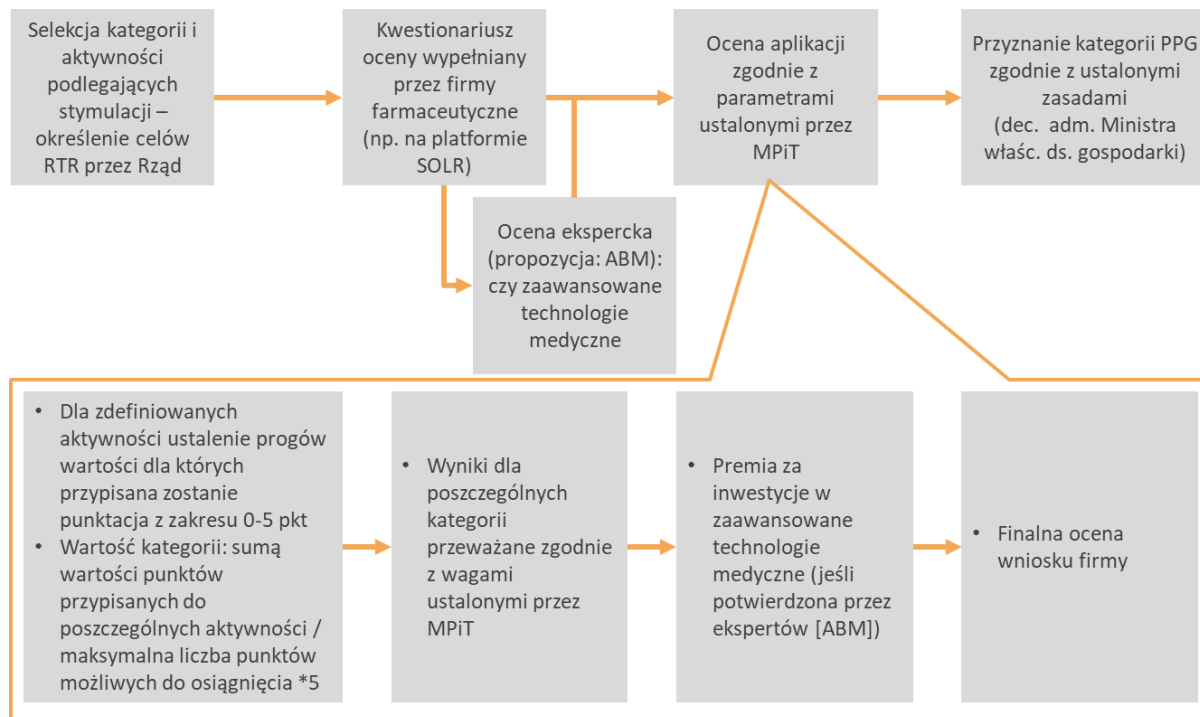 Selekcja kategorii i
aktywności
podlegających
stymulacji –
określenie celów
RTR przez Rząd
Kwestionariusz
oceny wypełniany
przez firmy
farmaceutyczne
(np. na platformie
SOLR)
Ocena aplikacji
zgodnie z
parametrami
ustalonymi przez
MPiT
Przyznanie kategorii PPG
zgodnie z ustalonymi
zasadami
(dec. adm. Ministra
właśc. ds. gospodarki)
Ocena ekspercka
(propozycja: ABM):
czy zaawansowane
technologie
medyczne
• Dla zdefiniowanych
aktywności ustalenie progów
wartości dla których
przypisana zostanie
punktacja z zakresu 0-5 pkt
• Wartość kategorii: sumą
wartości punktów
przypisanych do
poszczególnych aktywności /
maksymalna liczba punktów
możliwych do osiągnięcia *5
• Wyniki dla
poszczególnych
kategorii
przeważane zgodnie
z wagami
ustalonymi przez
MPiT
• Premia za
inwestycje w
zaawansowane
technologie
medyczne (jeśli
potwierdzona przez
ekspertów [ABM])
• Finalna ocena
wniosku firmy